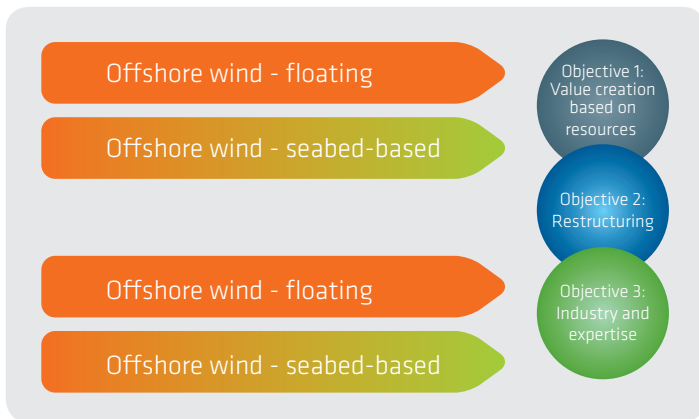 Offshore wind - floating
Offshore wind - seabed-based
Offshore wind - floating
Offshore wind - seabed-based
Objective 1:
Value creation
based on
resources
Objective 2:
Restructuring
Objective 3:
Industry and
expertise